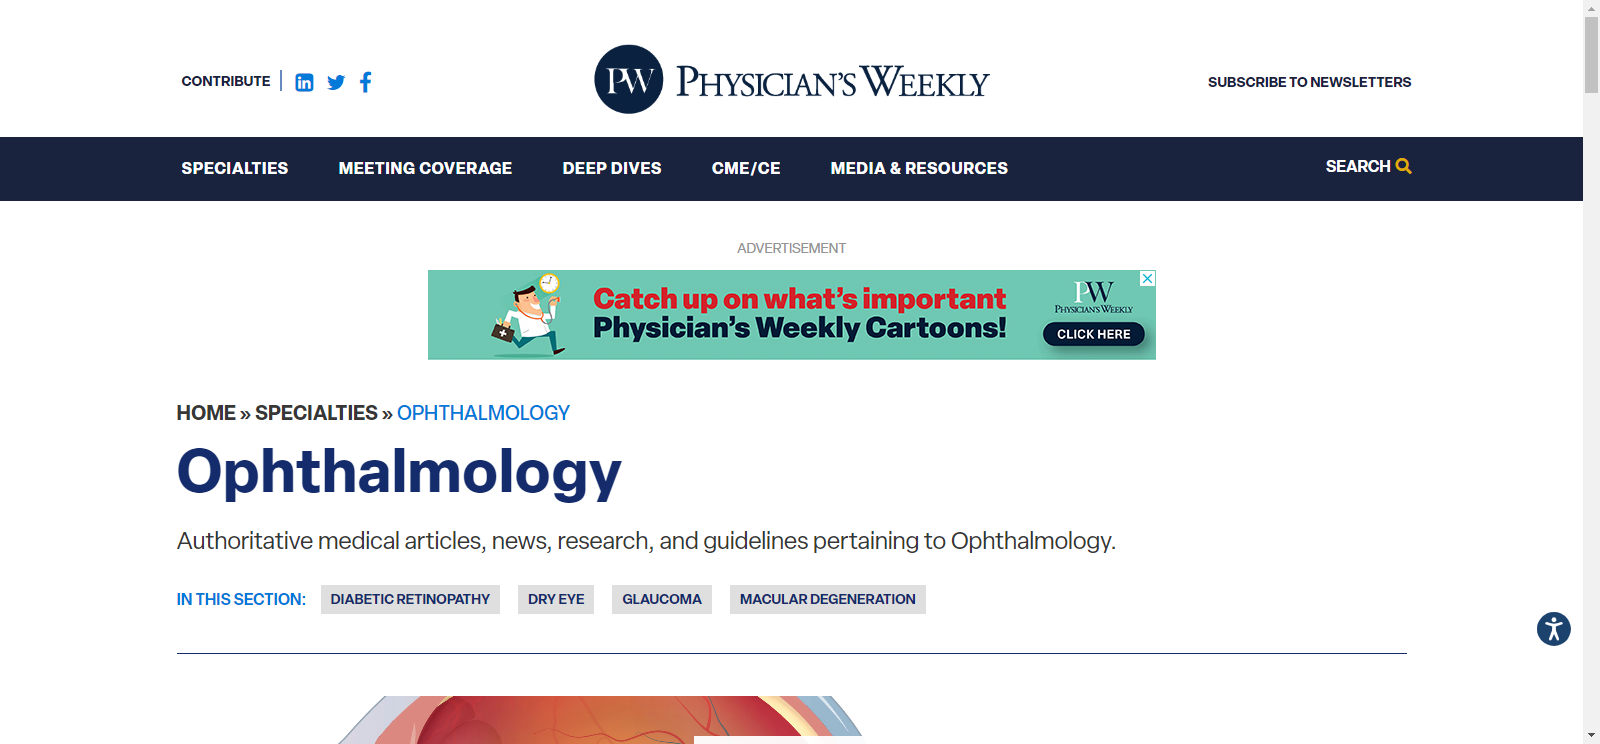 CONTRIBUTE
PW PHYSICIAN'S WEEKLY
SUBSCRIBE TO NEWSLETTERS
SPECIALTIES MEETING COVERAGE DEEP DIVES CME/CE MEDIA & RESOURCES SEARCH
ADVERTISEMENT
Catch up on what's important
Physician's Weekly Cartoons!
PW
PHYSICIAN'S WEEKLY
CLICK HERE
HOME » SPECIALTIES » OPHTHALMOLOGY
Ophthalmology
Authoritative medical articles, news, research, and guidelines pertaining to Ophthalmology.
IN THIS SECTION: DIABETIC RETINOPATHY DRY EYE GLAUCOMA MACULAR DEGENERATION